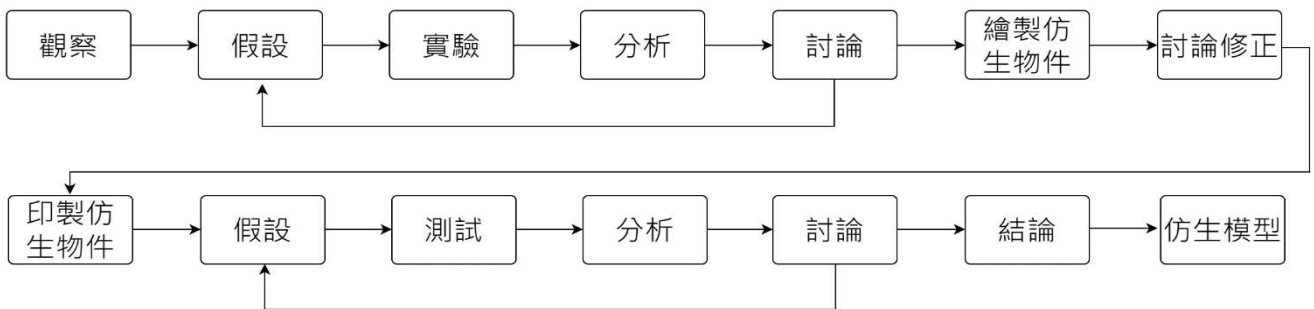 觀察
假設
實驗
分析
討論
繪製仿
生物件
討論修正
印製仿
生物件
假設
測試
分析
討論
結論
仿生模型